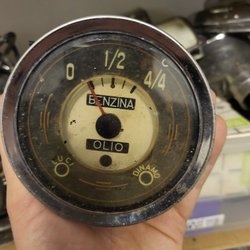 0 1/2 4/4
C
BENZINA
OLIO
LUCI
DINAMO